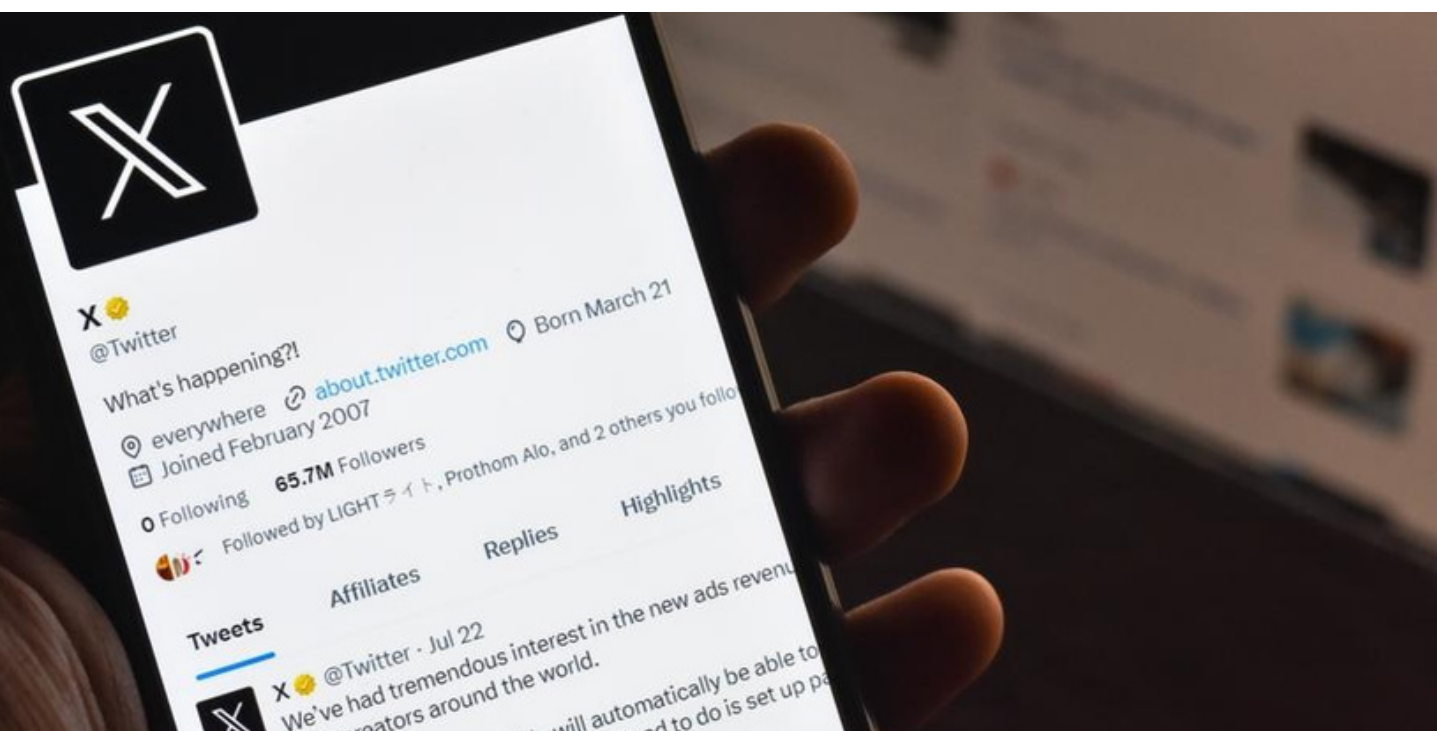 X
X
@Twitter
What's happening?!
everywhere about.twitter.com Born March 21
Joined February 2007
0 Following 65.7M Followers
Followed by LIGHTライト, Prothom Alo, and 2 others you follo
Tweets Affiliates Replies Highlights
X @Twitter · Jul 22
We've had tremendous interest in the new ads revenu
reators around the world.
will automatically be able to
d to do is set up pa